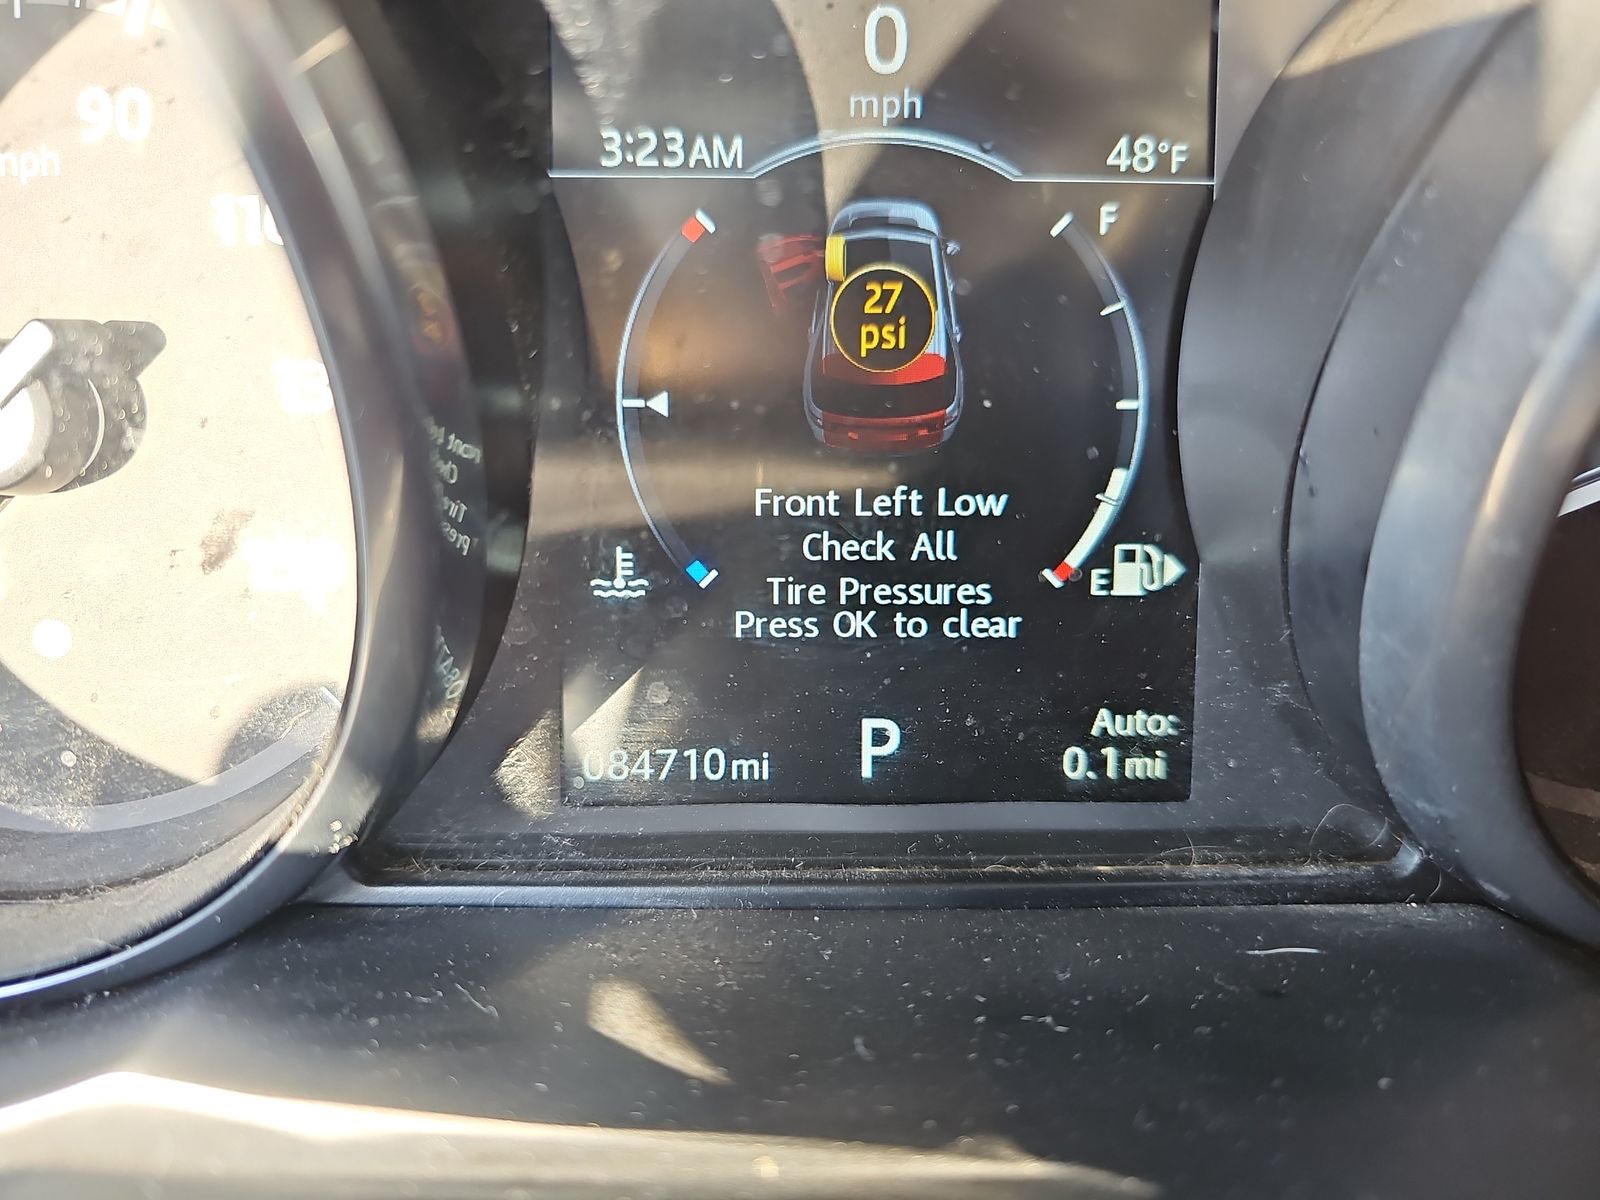 0
mph
3:23AM
48°F
90
mph
F
27
psi
Front Left Low
Check All
Tire Pressures
Press OK to clear
E
Auto:
084710mi
P
0.1mi